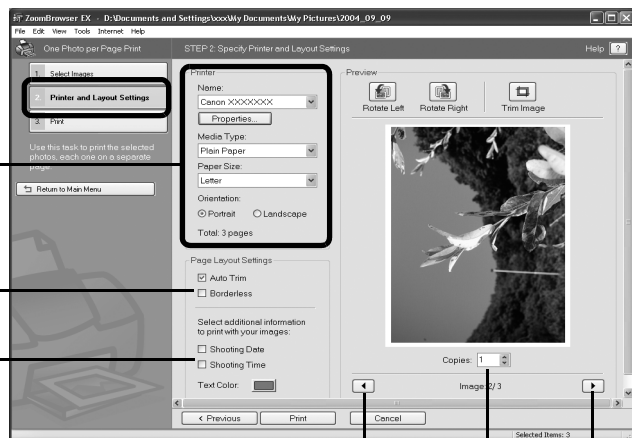 ZoomBrowser EX - D:\Documents and Settings\xxx\My Documents\My Pictures\2004_09_09
File Edit View Tools Internet Help
One Photo per Page Print
STEP 2: Specify Printer and Layout Settings
Help ?
1. Select Images
2. Printer and Layout Settings
3. Print
Use this task to print the selected
photos, each one on a separate
page.
Return to Main Menu
Printer
Name:
Canon XXXXXXX
Properties...
Media Type:
Plain Paper
Paper Size:
Letter
Orientation:
Portrait Landscape
Total: 3 pages
Page Layout Settings
Auto Trim
Borderless
Select additional information
to print with your images:
Shooting Date
Shooting Time
Text Color:
Preview
Rotate Left Rotate Right Trim Image
Copies: 1
Image: 2/ 3
< Previous Print Cancel
Selected Items: 3